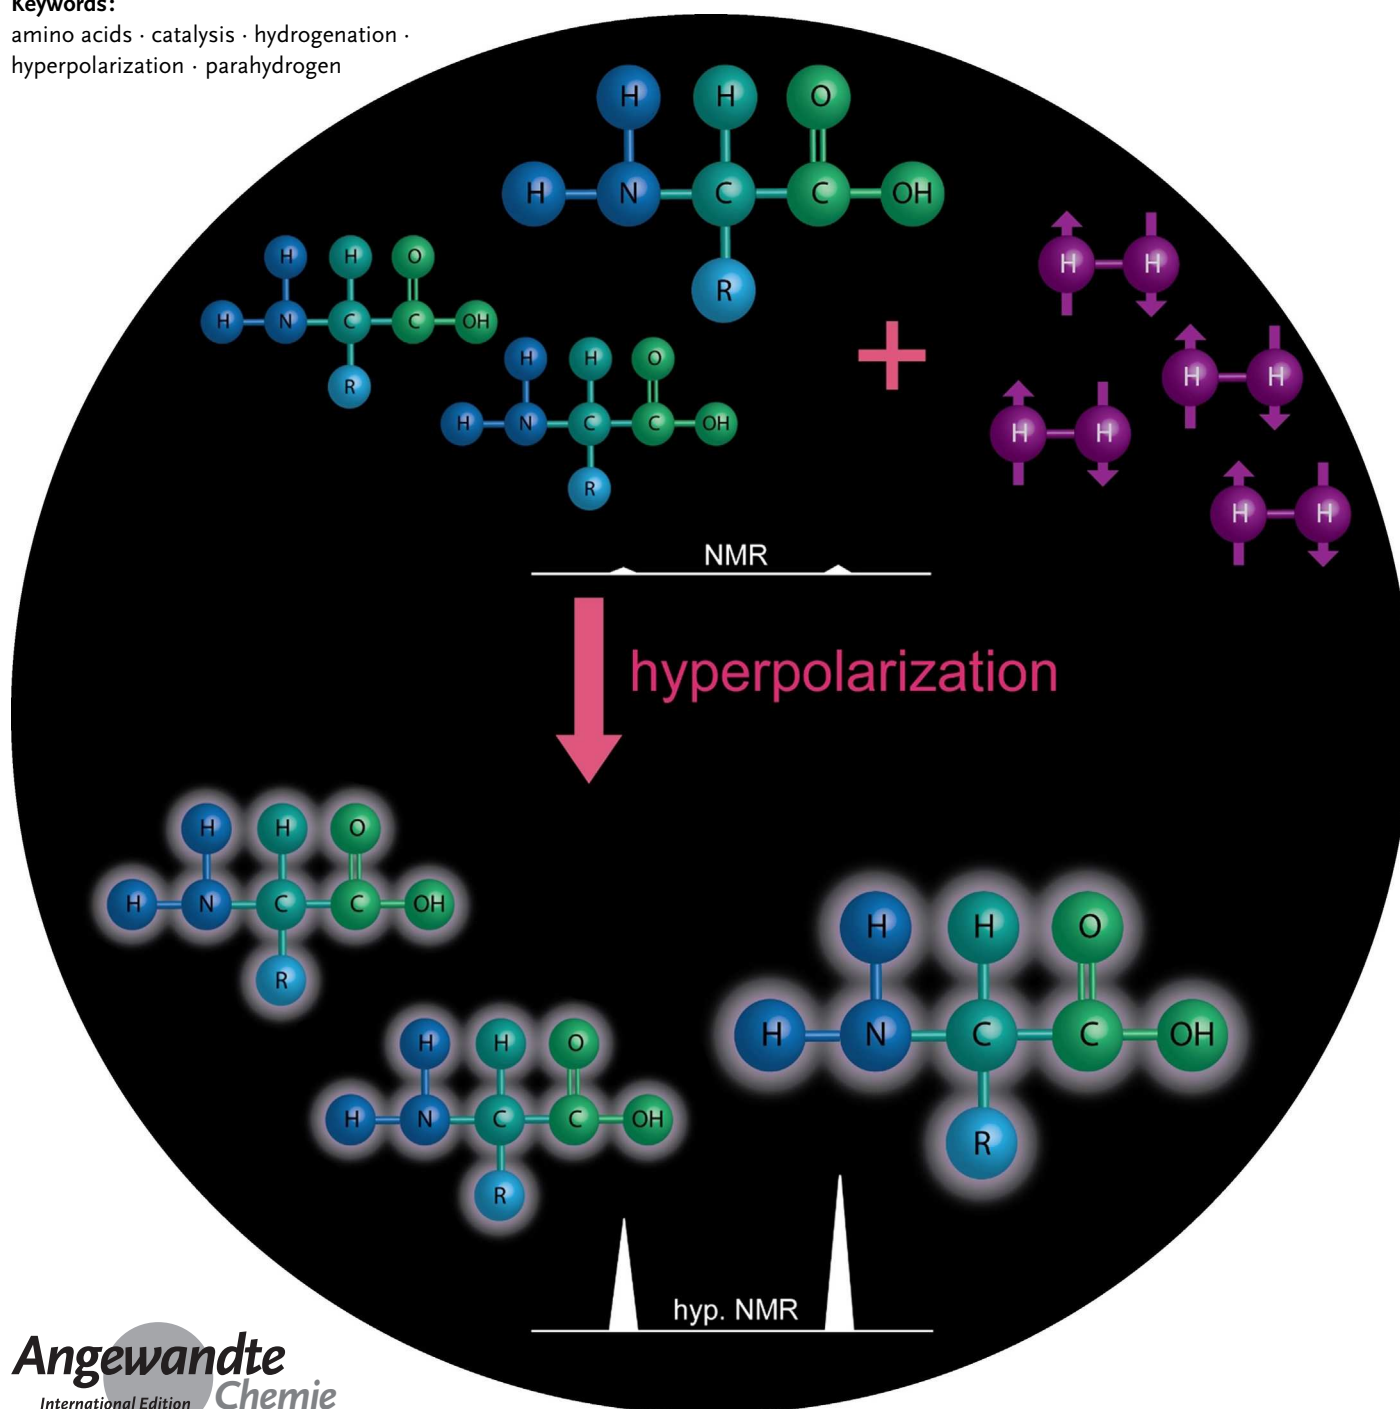 Keywords:
amino acids · catalysis · hydrogenation ·
hyperpolarization · parahydrogen
H H O
H N C C OH
R
H H O
H N C C OH
R
H H O
H N C C OH
R
H H
H H
H H
H H
NMR
hyperpolarization
H H O
H N C C OH
R
H H O
H N C C OH
R
H H O
H N C C OH
R
hyp. NMR
Angewandte
International Edition Chemie